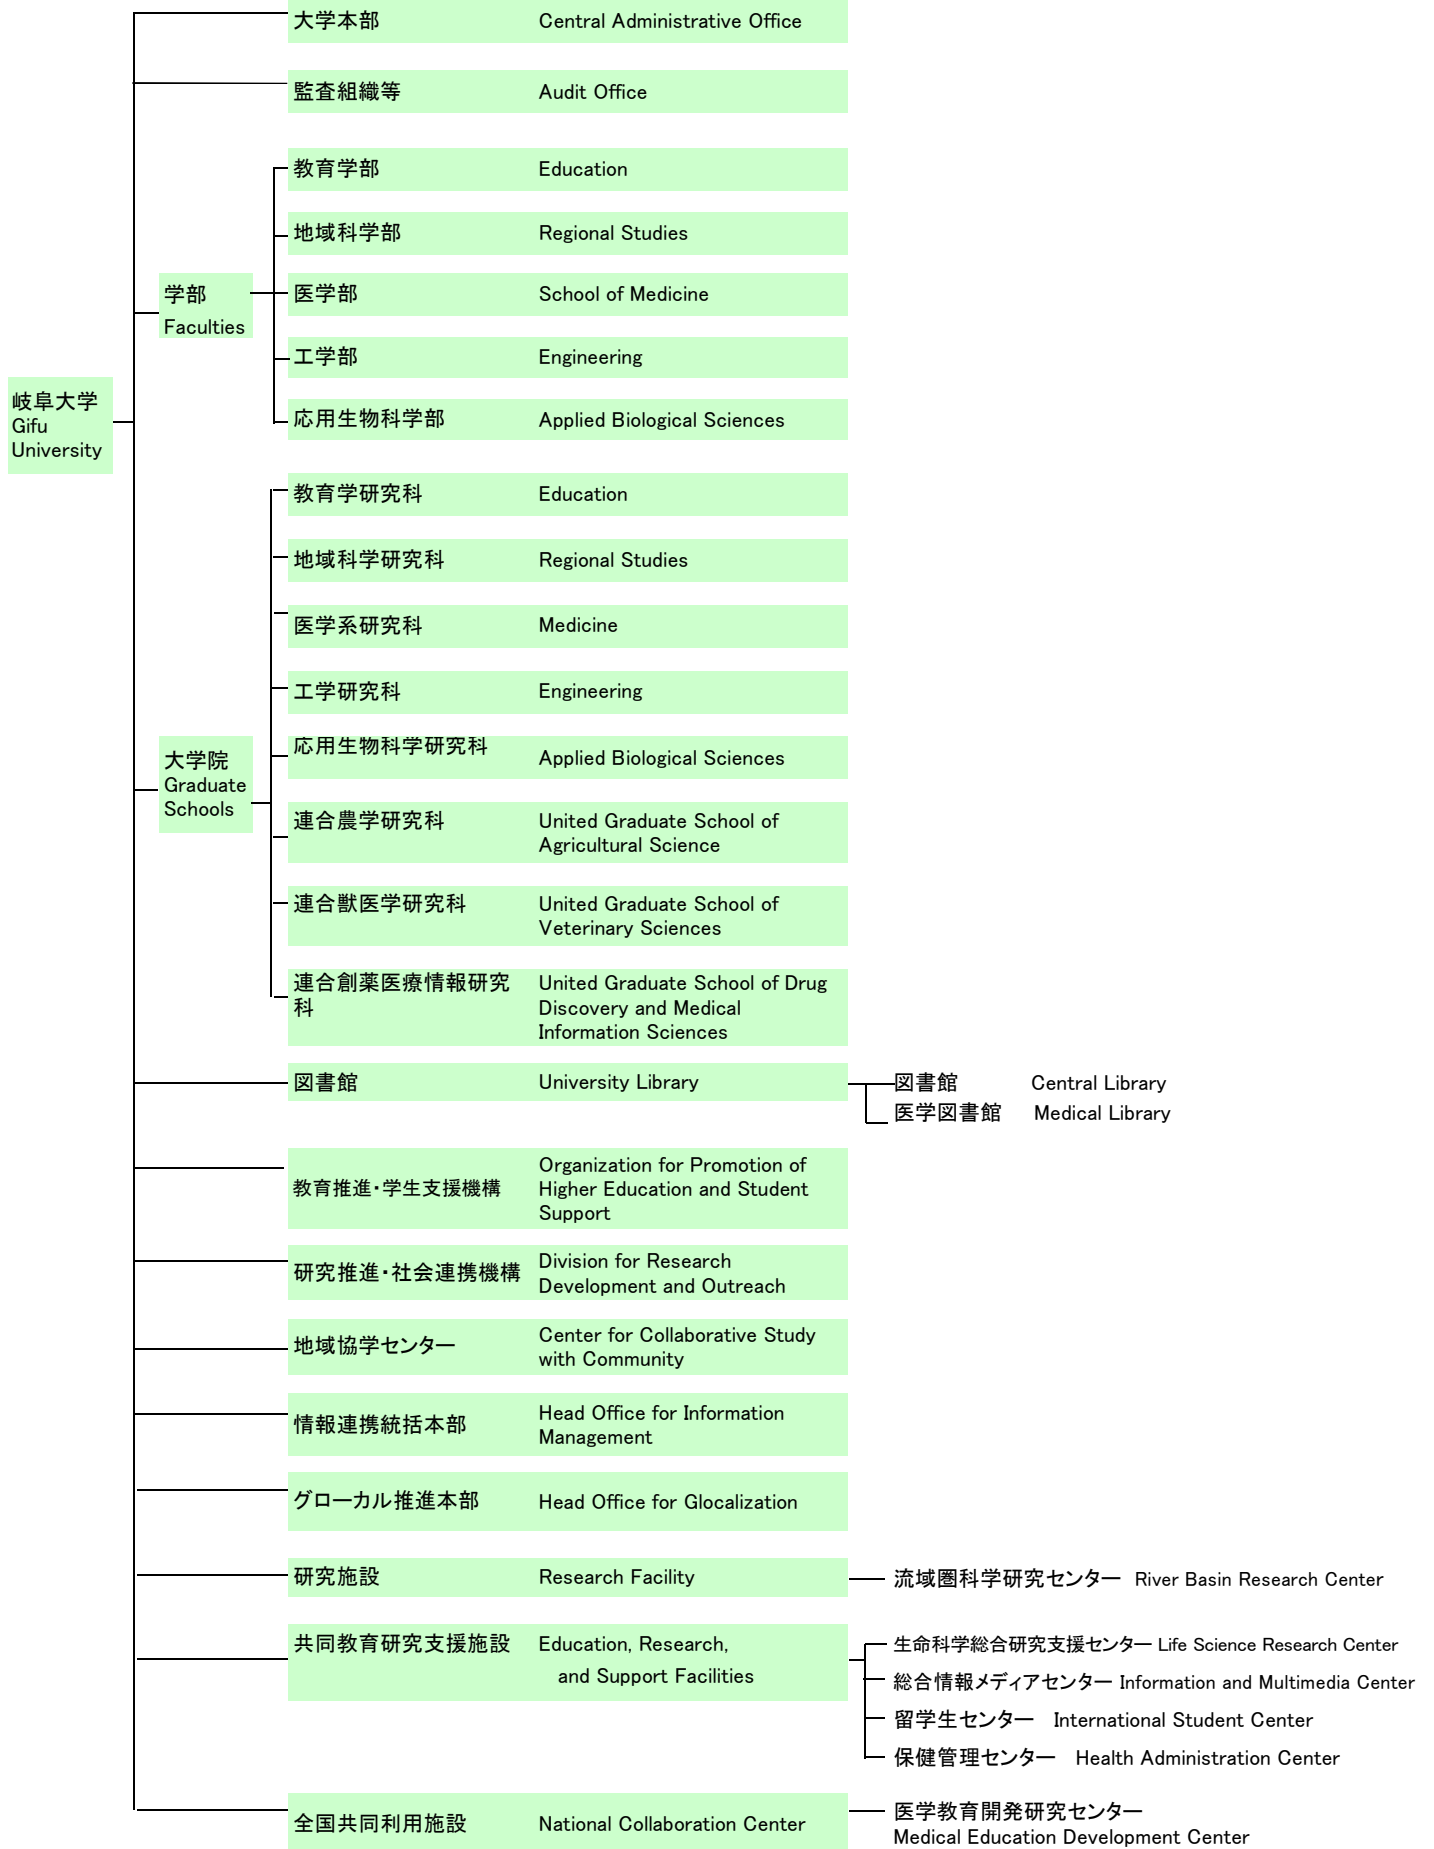 大学本部 Central Administrative Office
監査組織等 Audit Office
教育学部 Education
地域科学部 Regional Studies
学部
Faculties
医学部 School of Medicine
工学部 Engineering
応用生物科学部 Applied Biological Sciences
岐阜大学
Gifu
University
教育学研究科 Education
地域科学研究科 Regional Studies
医学系研究科 Medicine
工学研究科 Engineering
大学院
Graduate
Schools
応用生物科学研究科 Applied Biological Sciences
連合農学研究科 United Graduate School of
Agricultural Science
連合獣医学研究科 United Graduate School of
Veterinary Sciences
連合創薬医療情報研究
科
United Graduate School of Drug
Discovery and Medical
Information Sciences
図書館 University Library
図書館 Central Library
医学図書館 Medical Library
教育推進・学生支援機構
Organization for Promotion of
Higher Education and Student
Support
研究推進・社会連携機構
Division for Research
Development and Outreach
地域協学センター
Center for Collaborative Study
with Community
情報連携統括本部
Head Office for Information
Management
グローカル推進本部 Head Office for Glocalization
研究施設 Research Facility
流域圏科学研究センター River Basin Research Center
共同教育研究支援施設 Education, Research,
and Support Facilities
生命科学総合研究支援センター Life Science Research Center
総合情報メディアセンター Information and Multimedia Center
留学生センター International Student Center
保健管理センター Health Administration Center
全国共同利用施設 National Collaboration Center
医学教育開発研究センター
Medical Education Development Center